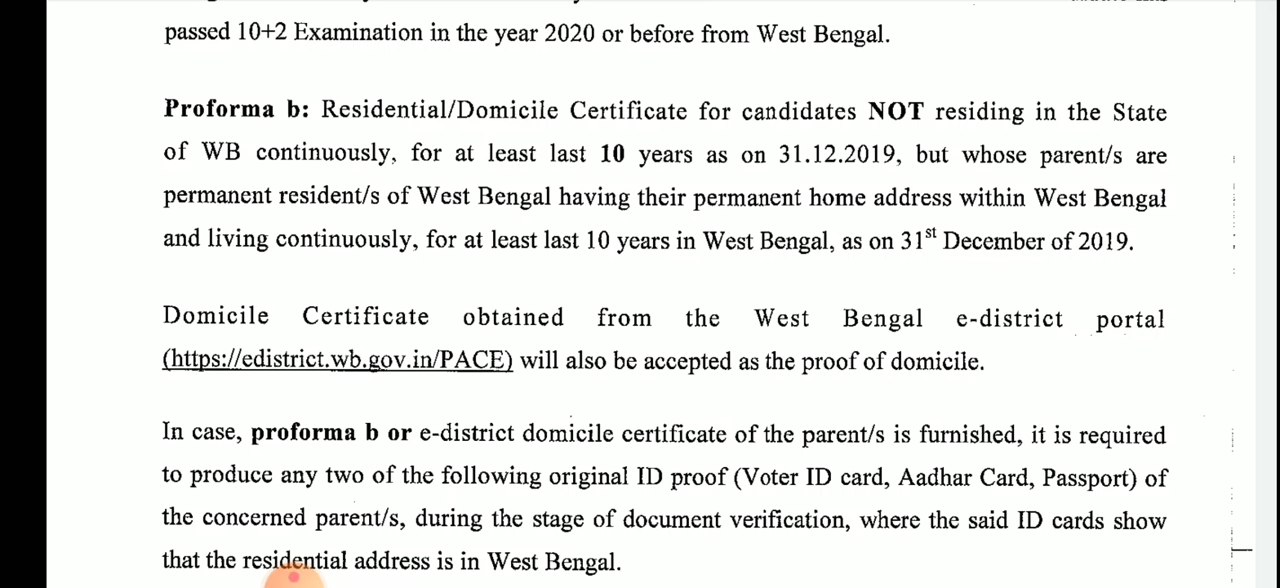 passed 10+2 Examination in the year 2020 or before from West Bengal.
Proforma b: Residential/Domicile Certificate for candidates NOT residing in the State
of WB continuously, for at least last 10 years as on 31.12.2019, but whose parent/s are
permanent resident/s of West Bengal having their permanent home address within West Bengal
and living continuously, for at least last 10 years in West Bengal, as on 31st December of 2019.
Domicile Certificate obtained from the West Bengal e-district portal
(https://edistrict.wb.gov.in/PACE) will also be accepted as the proof of domicile.
In case, proforma b or e-district domicile certificate of the parent/s is furnished, it is required
to produce any two of the following original ID proof (Voter ID card, Aadhar Card, Passport) of
the concerned parent/s, during the stage of document verification, where the said ID cards show
that the residential address is in West Bengal.